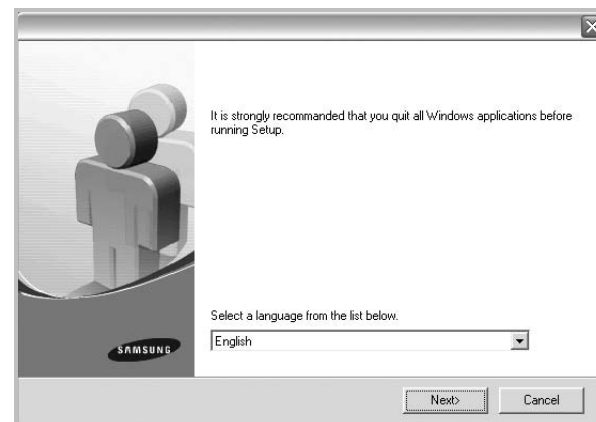 It is strongly recommanded that you quit all Windows applications before
running Setup.
Select a language from the list below.
English
SAMSUNG
Next>
Cancel